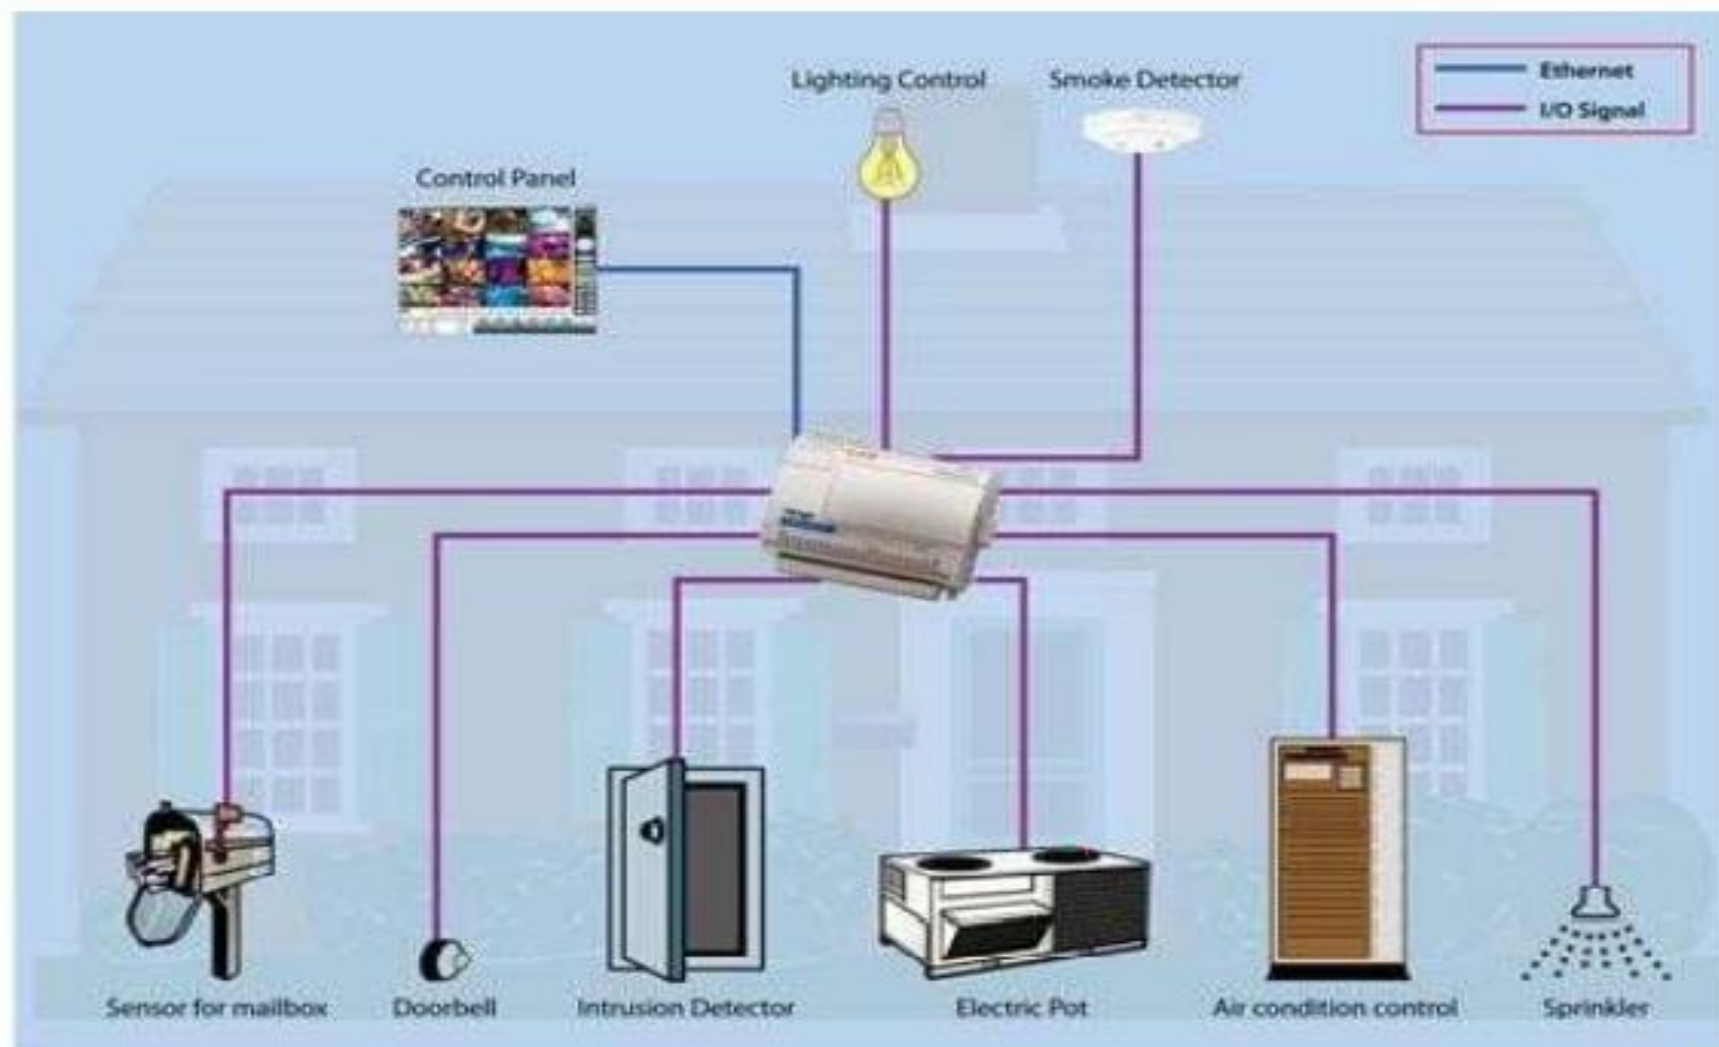 Lighting Control
Smoke Detector
Ethernet
I/O Signal
Control Panel
Sensor for mailbox
Doorbell
Intrusion Detector
Electric Pot
Air condition control
Sprinkler